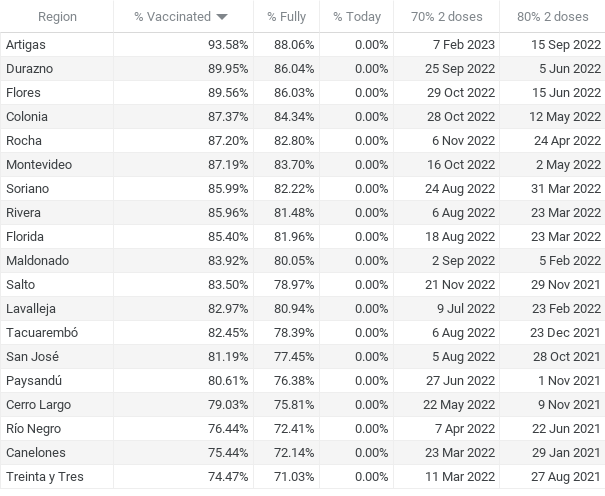 Region % Vaccinated % Fully % Today 70% 2 doses 80% 2 doses
Artigas 93.58% 88.06% 0.00% 7 Feb 2023 15 Sep 2022
Durazno 89.95% 86.04% 0.00% 25 Sep 2022 5 Jun 2022
Flores 89.56% 86.03% 0.00% 29 Oct 2022 15 Jun 2022
Colonia 87.37% 84.34% 0.00% 28 Oct 2022 12 May 2022
Rocha 87.20% 82.80% 0.00% 6 Nov 2022 24 Apr 2022
Montevideo 87.19% 83.70% 0.00% 16 Oct 2022 2 May 2022
Soriano 85.99% 82.22% 0.00% 24 Aug 2022 31 Mar 2022
Rivera 85.96% 81.48% 0.00% 6 Aug 2022 23 Mar 2022
Florida 85.40% 81.96% 0.00% 18 Aug 2022 23 Mar 2022
Maldonado 83.92% 80.05% 0.00% 2 Sep 2022 5 Feb 2022
Salto 83.50% 78.97% 0.00% 21 Nov 2022 29 Nov 2021
Lavalleja 82.97% 80.94% 0.00% 9 Jul 2022 23 Feb 2022
Tacuarembó 82.45% 78.39% 0.00% 6 Aug 2022 23 Dec 2021
San José 81.19% 77.45% 0.00% 5 Aug 2022 28 Oct 2021
Paysandú 80.61% 76.38% 0.00% 27 Jun 2022 1 Nov 2021
Cerro Largo 79.03% 75.81% 0.00% 22 May 2022 9 Nov 2021
Río Negro 76.44% 72.41% 0.00% 7 Apr 2022 22 Jun 2021
Canelones 75.44% 72.14% 0.00% 23 Mar 2022 29 Jan 2021
Treinta y Tres 74.47% 71.03% 0.00% 11 Mar 2022 27 Aug 2021